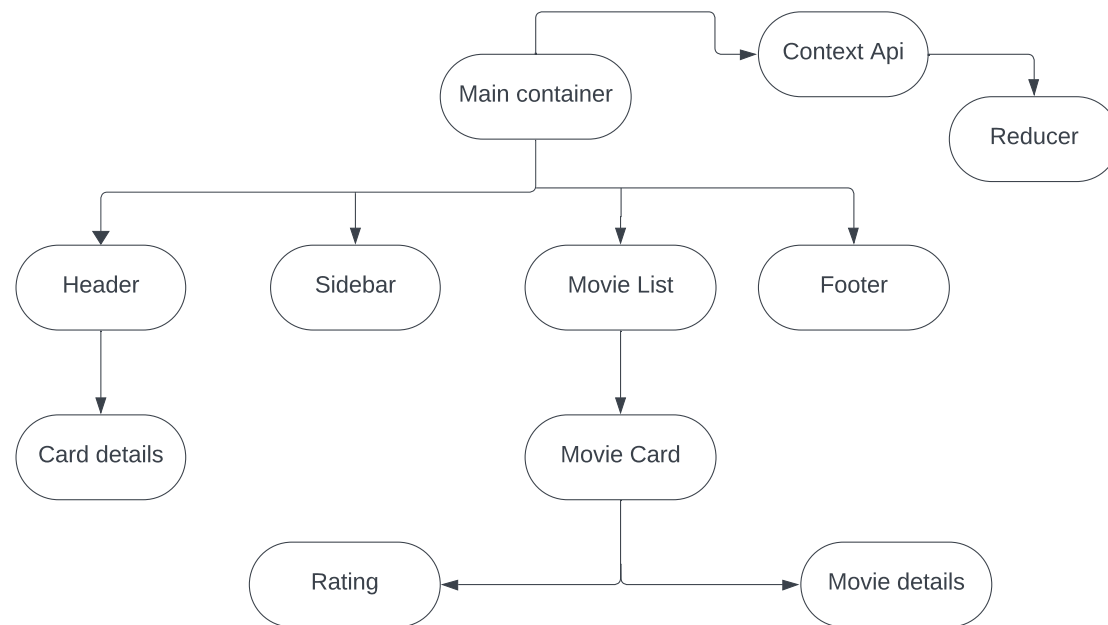 Context Api
Main container
Reducer
Header
Sidebar
Movie List
Footer
Card details
Movie Card
Rating
Movie details